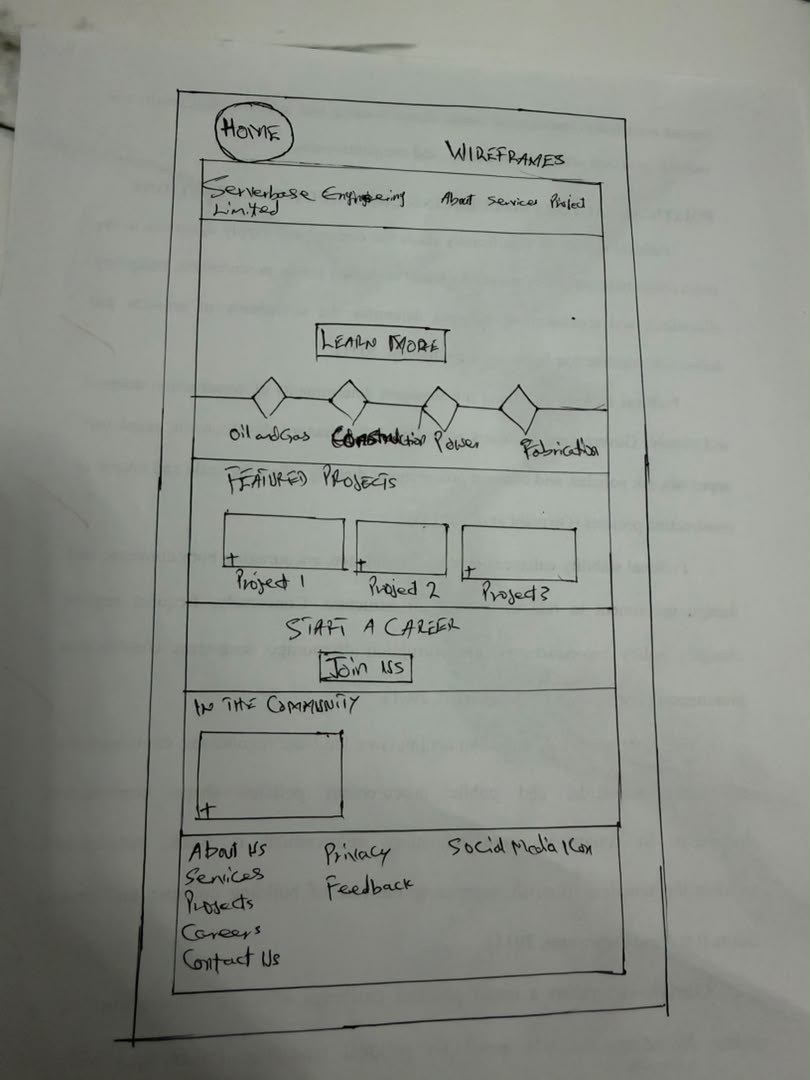 HOME
WIREFRAMES
Serverbase Engineering About Services Project
Limited
LEARN MORE
Oil and Gas Construction Power Fabrication
FEATURED PROJECTS
+ + +
Project 1 Project 2 Project 3
START A CAREER
Join us
IN THE COMMUNITY
+
About Us Privacy Social Media Icon
Services Feedback
Projects
Careers
Contact Us